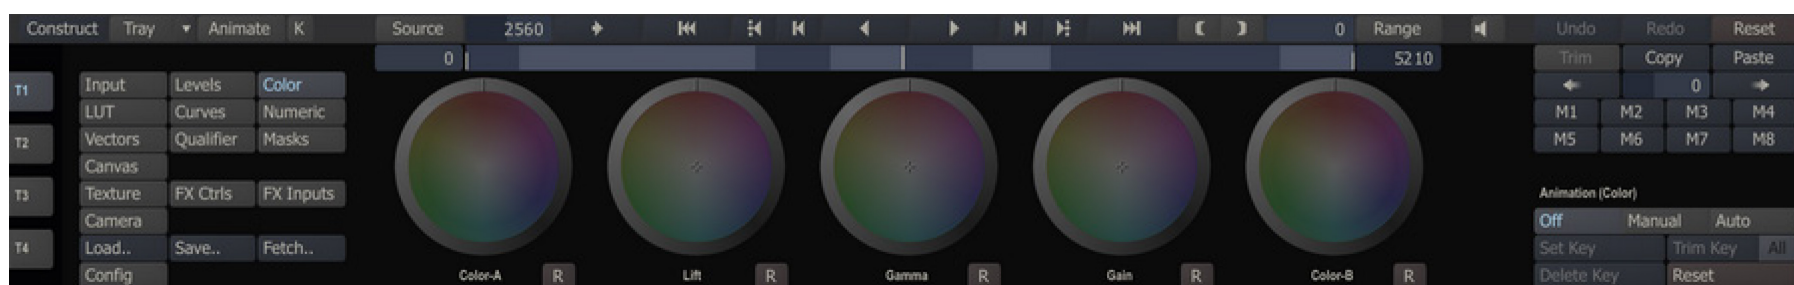 Construct Tray Animate K Source 2560 0 Range Undo Redo Reset
0 5210 Trim Copy Paste
T1 Input Levels Color 0
LUT Curves Numeric M1 M2 M3 M4
T2 Vectors Qualifier Masks M5 M6 M7 M8
Canvas
T3 Texture FX Ctrls FX Inputs Animation (Color)
Camera Off Manual Auto
T4 Load.. Save.. Fetch.. Set Key Trim Key All
Config Color-A R Lift R Gamma R Gain R Color-B R Delete Key Reset